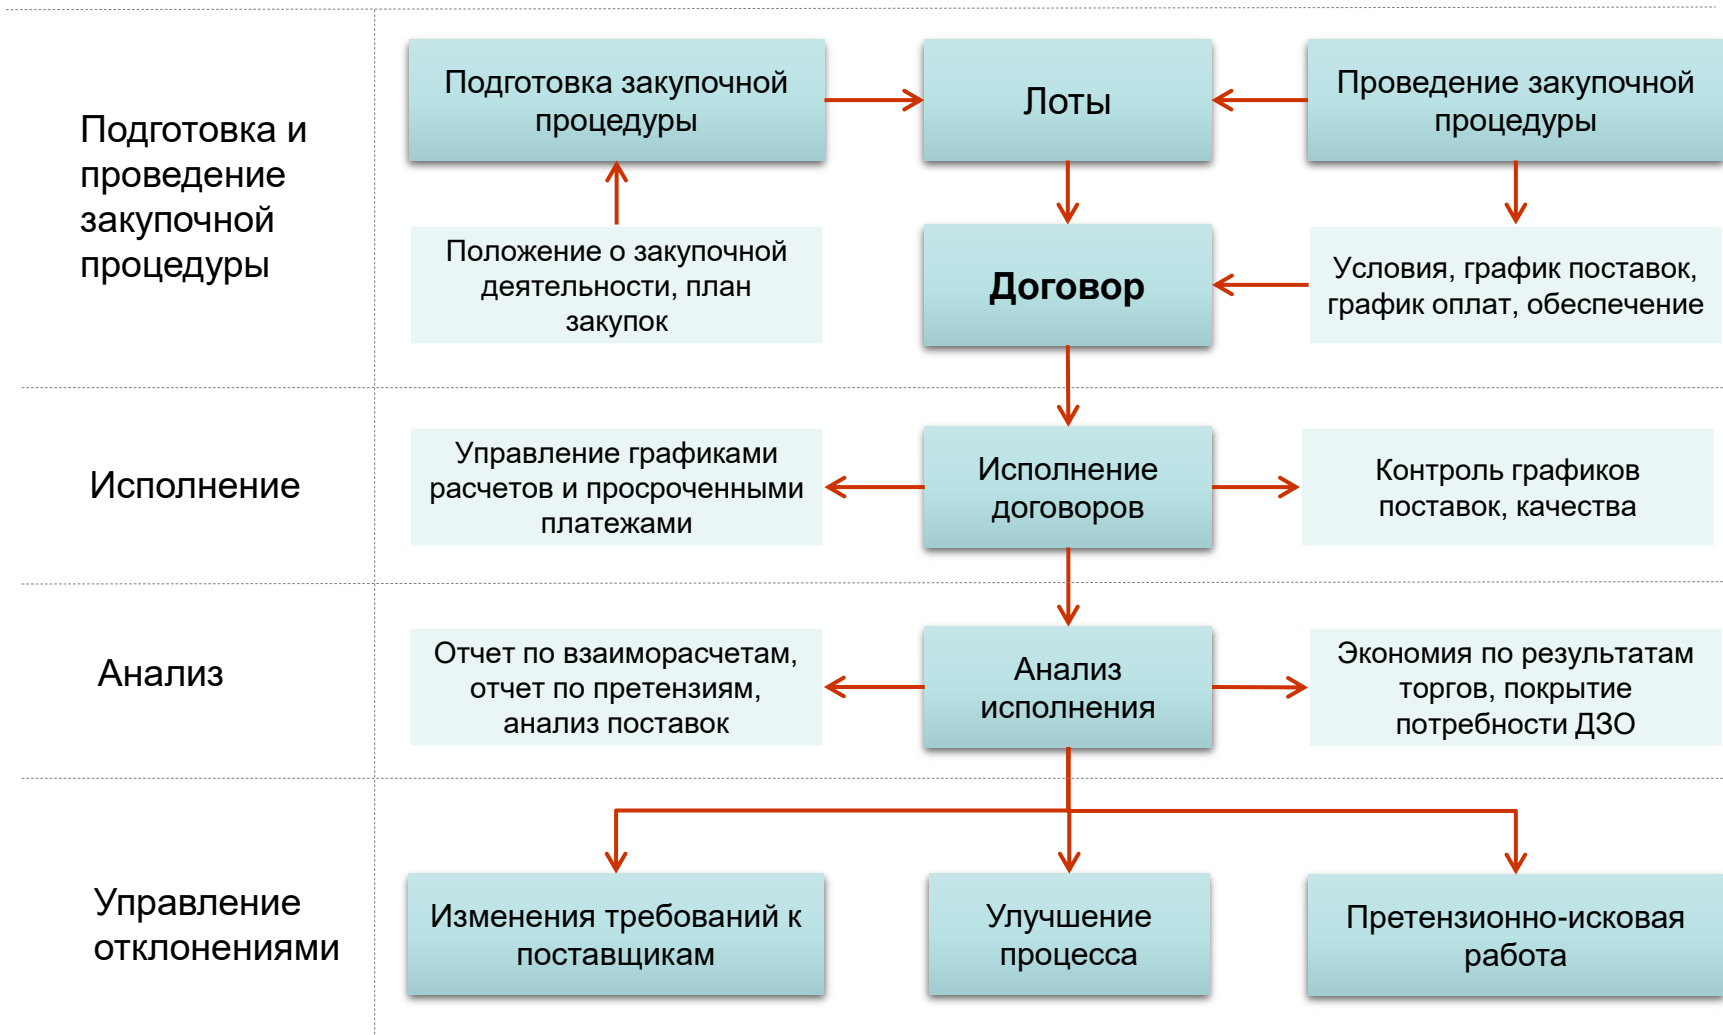 Подготовка и
проведение
закупочной
процедуры
Подготовка закупочной
процедуры
Лоты
Проведение закупочной
процедуры
Положение о закупочной
деятельности, план
закупок
Договор
Условия, график поставок,
график оплат, обеспечение
Исполнение
Управление графиками
расчетов и просроченными
платежами
Исполнение
договоров
Контроль графиков
поставок, качества
Анализ
Отчет по взаиморасчетам,
отчет по претензиям,
анализ поставок
Анализ
исполнения
Экономия по результатам
торгов, покрытие
потребности ДЗО
Управление
отклонениями
Изменения требований к
поставщикам
Улучшение
процесса
Претензионно-исковая
работа